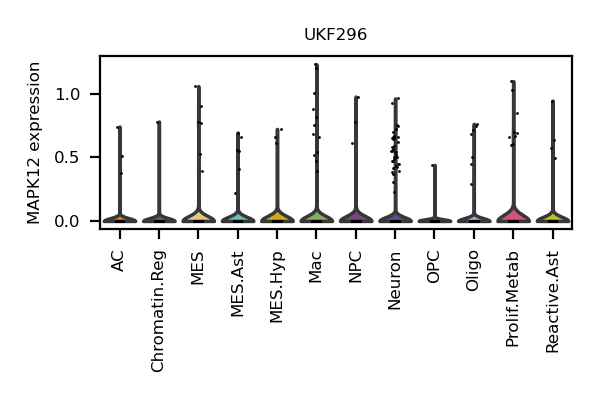 UKF296
MAPK12 expression
1.0
0.5
0.0
AC
Chromatin.Reg
MES
MES.Ast
MES.Hyp
Mac
NPC
Neuron
OPC
Oligo
Prolif.Metab
Reactive.Ast